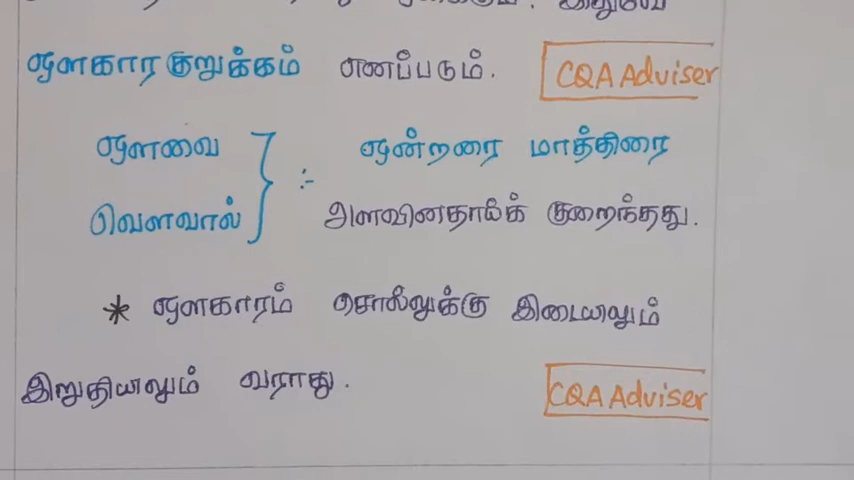 இதுவே
ஔகாரகுறுக்கம் எனப்படும். CQA Adviser
ஔவை
வௌவால் } :- ஒன்றரை மாத்திரை
அளவினதாய்க் குறைந்தது.
* ஔகாரம் சொல்லுக்கு இடையிலும்
இறுதியிலும் வராது. CQA Adviser